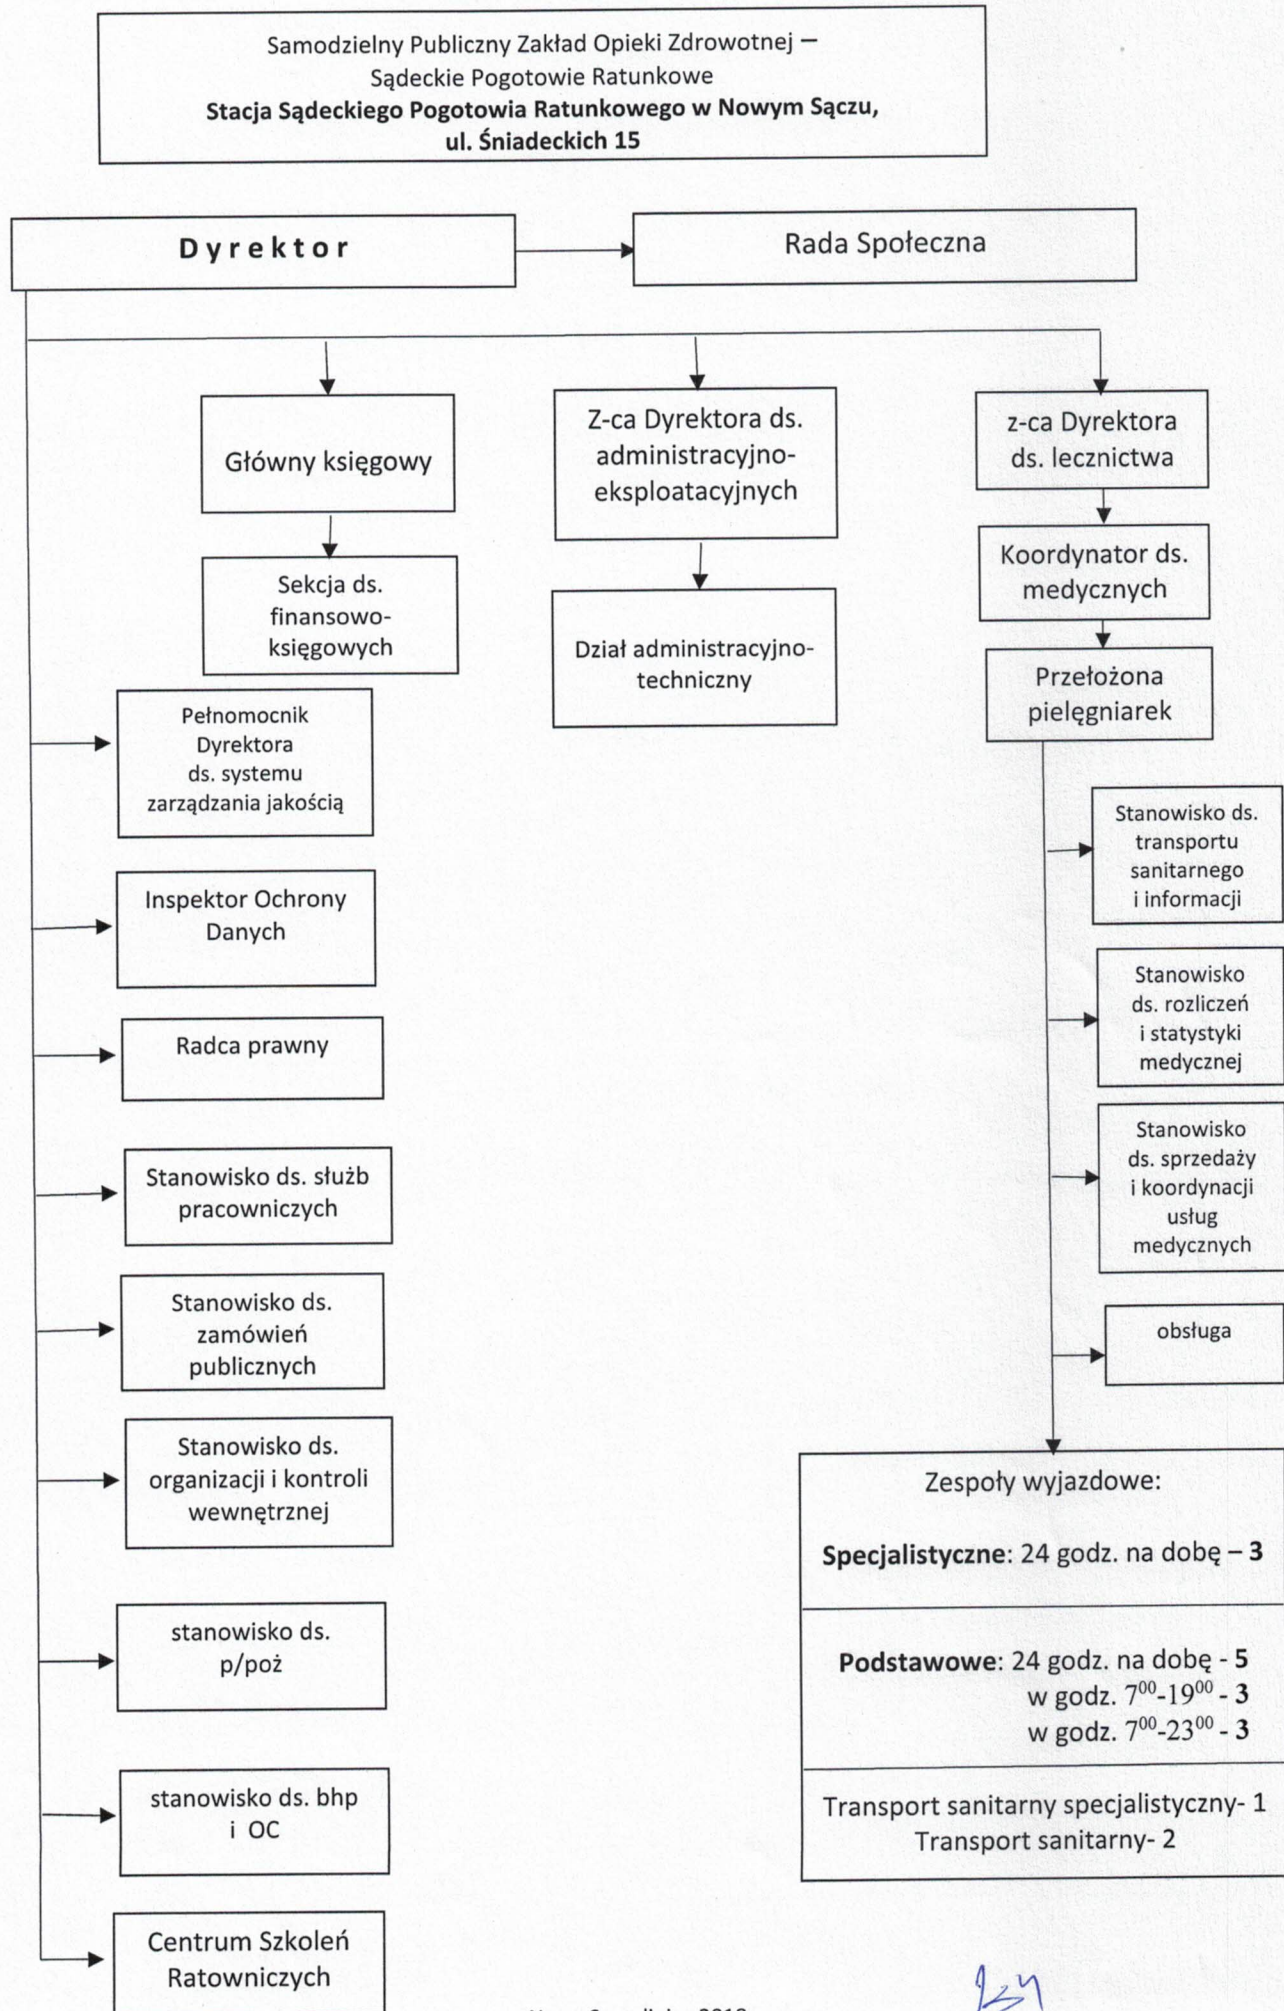 Samodzielny Publiczny Zakład Opieki Zdrowotnej –
Sądeckie Pogotowie Ratunkowe
Stacja Sądeckiego Pogotowia Ratunkowego w Nowym Sączu,
ul. Śniadeckich 15
Dyrektor
Rada Społeczna
Główny księgowy
Z-ca Dyrektora ds.
administracyjno-
eksploatacyjnych
z-ca Dyrektora
ds. lecznictwa
Sekcja ds.
finansowo-
księgowych
Dział administracyjno-
techniczny
Koordynator ds.
medycznych
Przełożona
pielęgniarek
Pełnomocnik
Dyrektora
ds. systemu
zarządzania jakością
Inspektor Ochrony
Danych
Radca prawny
Stanowisko ds. służb
pracowniczych
Stanowisko ds.
zamówień
publicznych
Stanowisko ds.
organizacji i kontroli
wewnętrznej
stanowisko ds.
p/poż
stanowisko ds. bhp
i OC
Centrum Szkoleń
Ratowniczych
Stanowisko ds.
transportu
sanitarnego
i informacji
Stanowisko
ds. rozliczeń
i statystyki
medycznej
Stanowisko
ds. sprzedaży
i koordynacji
usług
medycznych
obsługa
Zespoły wyjazdowe:
Specjalistyczne: 24 godz. na dobę – 3
Podstawowe: 24 godz. na dobę - 5
w godz. 7⁰⁰-19⁰⁰ - 3
w godz. 7⁰⁰-23⁰⁰ - 3
Transport sanitarny specjalistyczny- 1
Transport sanitarny- 2